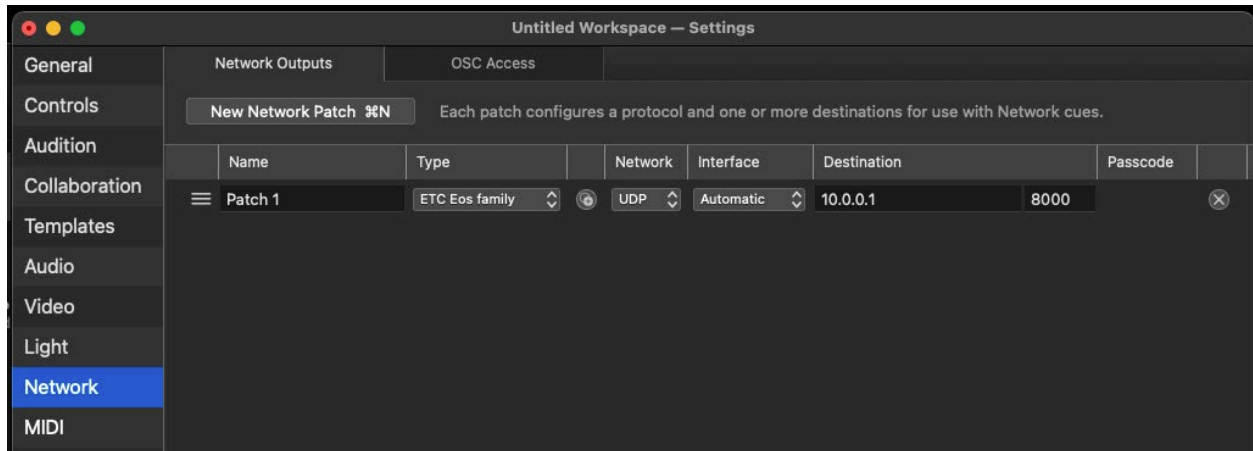 Untitled Workspace — Settings
General
Controls
Audition
Collaboration
Templates
Audio
Video
Light
Network
MIDI
Network Outputs OSC Access
New Network Patch ⌘N Each patch configures a protocol and one or more destinations for use with Network cues.
Name Type Network Interface Destination Passcode
Patch 1 ETC Eos family UDP Automatic 10.0.0.1 8000